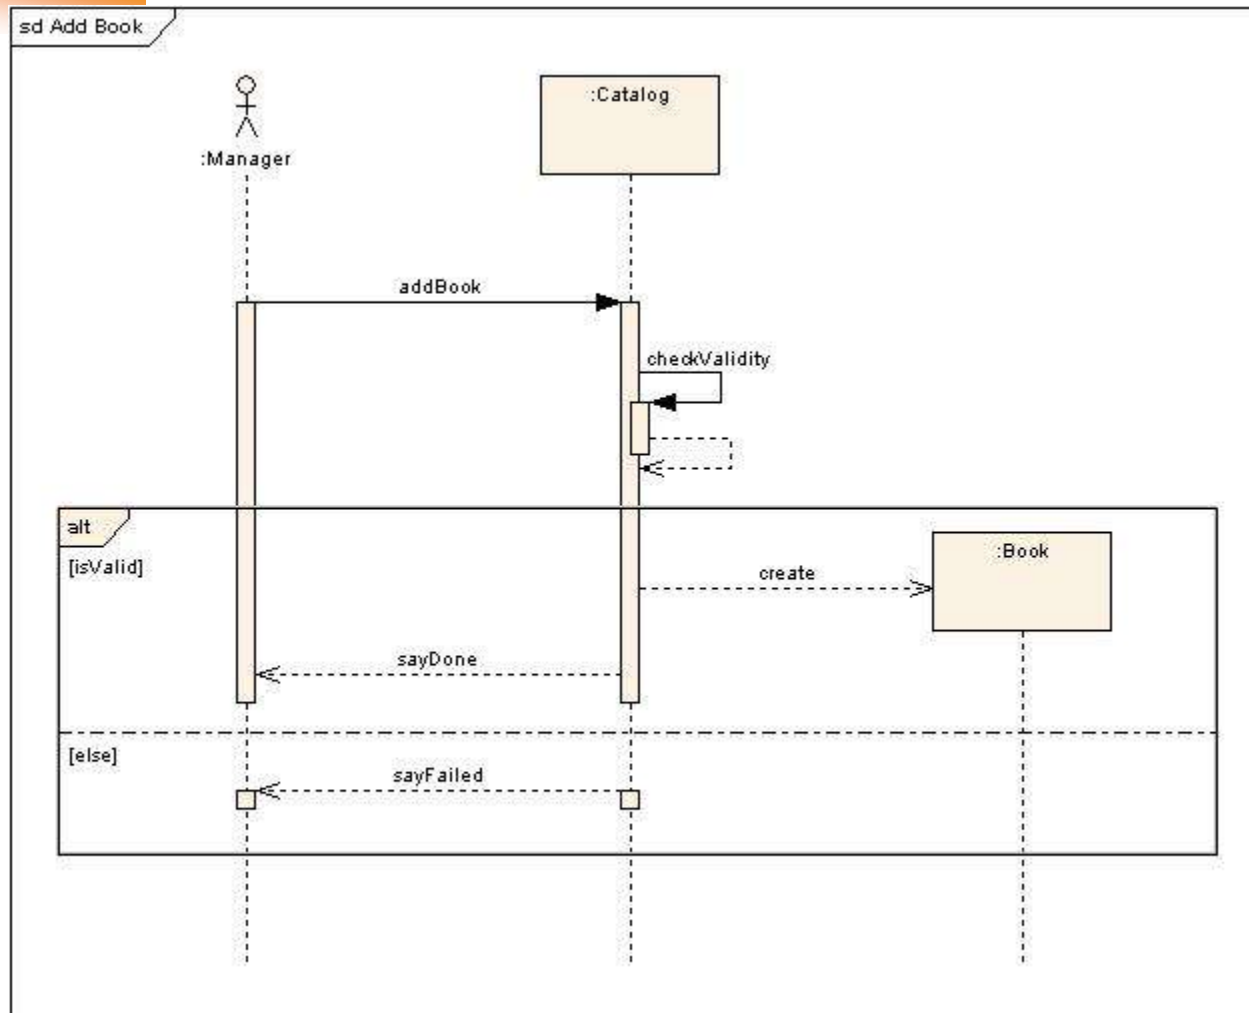 sd Add Book
:Catalog
:Manager
addBook
checkValidity
alt
[isValid]
:Book
create
sayDone
[else]
sayFailed